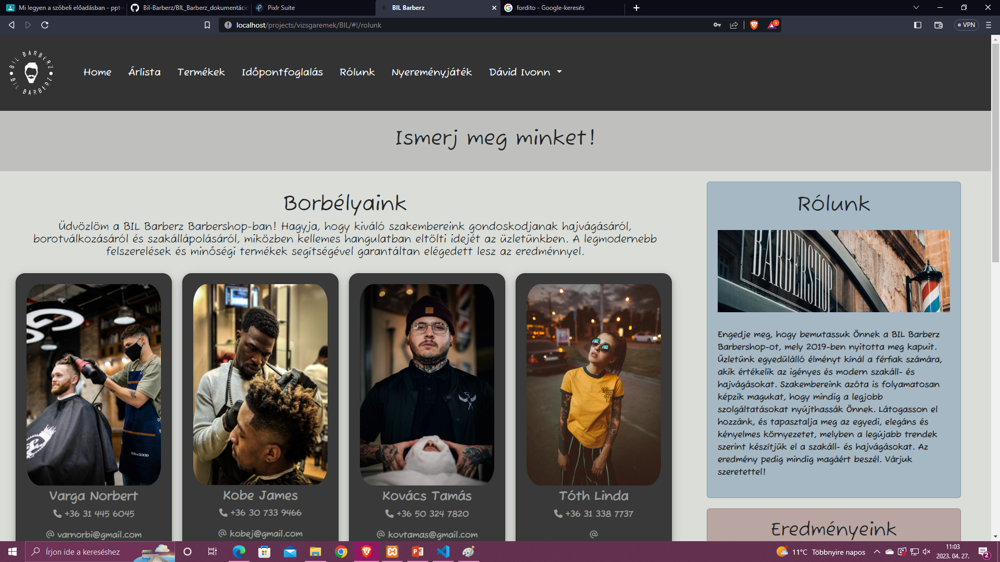 Mi legyen a szóbeli előadásban - ppt-
Bil-Barberz/BIL_Barberz_dokumentáció
Pixlr Suite
BIL Barberz
fordito - Google-keresés
localhost/projects/vizsgaremek/BIL/#!/rolunk
1
VPN
BIL BARBERZ
BIL BARBERZ
Home
Árlista
Termékek
Időpontfoglalás
Rólunk
Nyereményjáték
Dávid Ivonn
Ismerj meg minket!
Borbélyaink
Üdvözlöm a BIL Barberz Barbershop-ban! Hagyja, hogy kiváló szakembereink gondoskodjanak hajvágásáról,
borotválkozásáról és szakállápolásáról, miközben kellemes hangulatban eltölti idejét az üzletünkben. A legmodernebb
felszerelések és minőségi termékek segítségével garantáltan elégedett lesz az eredménnyel.
GOD is GOOD
Varga Norbert
+36 31 445 6045
@ varnorbi@gmail.com
Kobe James
+36 30 733 9466
@ kobej@gmail.com
Kovács Tamás
+36 50 324 7820
@ kovtamas@gmail.com
Tóth Linda
+36 31 338 7737
@
Rólunk
BARBERSHOP
Engedje meg, hogy bemutassuk Önnek a BIL Barberz
Barbershop-ot, mely 2019-ben nyitotta meg kapuit.
Üzletünk egyedülálló élményt kínál a férfiak számára,
akik értékelik az igényes és modern szakáll- és
hajvágásokat. Szakembereink azóta is folyamatosan
képzik magukat, hogy mindig a legjobb
szolgáltatásokat nyújthassák Önnek. Látogasson el
hozzánk, és tapasztalja meg az egyedi, elegáns és
kényelmes környezetet, melyben a legújabb trendek
szerint készítjük el a szakáll- és hajvágásokat. Az
eredmény pedig mindig magáért beszél. Várjuk
szeretettel!
Eredményeink
Írjon ide a kereséshez
11°C Többnyire napos
11:03
2023. 04. 27.
2